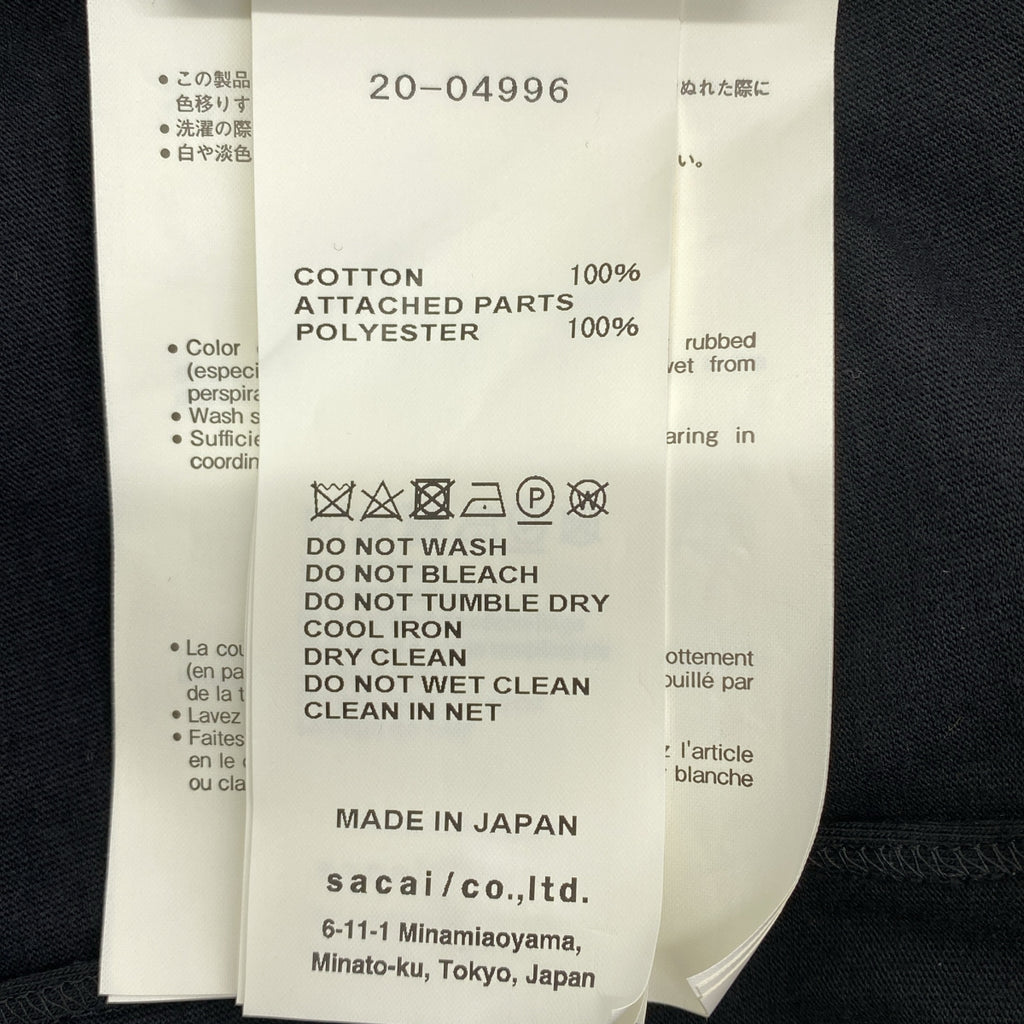 20-04996
COTTON 100%
ATTACHED PARTS
POLYESTER 100%
P W
DO NOT WASH
DO NOT BLEACH
DO NOT TUMBLE DRY
COOL IRON
DRY CLEAN
DO NOT WET CLEAN
CLEAN IN NET
MADE IN JAPAN
sacai/co.,ltd.
6-11-1 Minamiaoyama,
Minato-ku, Tokyo, Japan
● この製品
色移りす
● 洗濯の際
● 白や淡色
ぬれた際に
い。
● Color
(especi
perspira
● Wash s
● Sufficie
coordin
rubbed
wet from
aring in
● La cou
(en pa
de la t
● Lavez
● Faites
en le
ou cla
ottement
ouillé par
z l'article
blanche